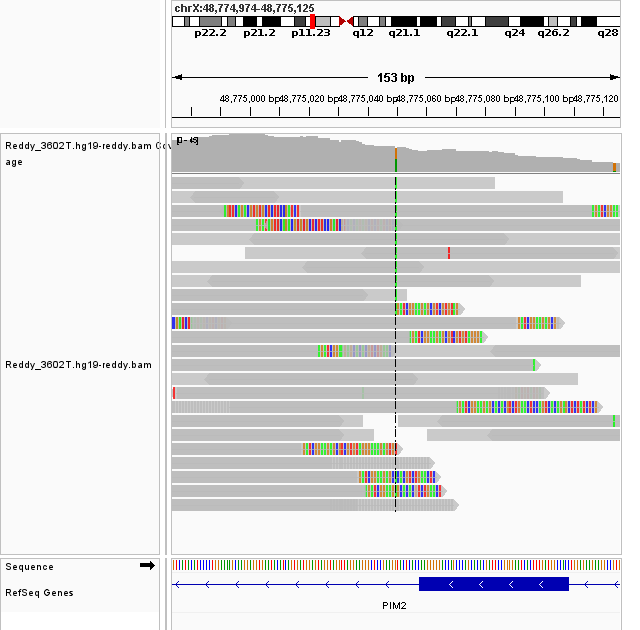 chrX:48,774,974-48,775,125
p22.2 p21.2 p11.23 q12 q21.1 q22.1 q24 q26.2 q28
153 bp
48,775,000 bp 48,775,020 bp 48,775,040 bp 48,775,060 bp 48,775,080 bp 48,775,100 bp 48,775,120
Reddy_3602T.hg19-reddy.bam Cov
age
Reddy_3602T.hg19-reddy.bam
Sequence
RefSeq Genes
PIM2